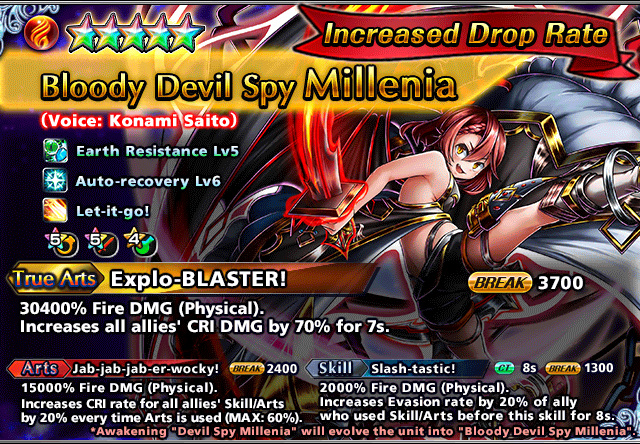 Increased Drop Rate
Bloody Devil Spy Millenia
(Voice: Konami Saito)
Earth Resistance Lv5
Auto-recovery Lv6
Let-it-go!
5 5 4
True Arts Explo-BLASTER! BREAK 3700
30400% Fire DMG (Physical).
Increases all allies' CRI DMG by 70% for 7s.
Arts Jab-jab-jab-er-wocky! BREAK 2400
15000% Fire DMG (Physical).
Increases CRI rate for all allies' Skill/Arts
by 20% every time Arts is used (MAX: 60%).
Skill Slash-tastic! CT 8s BREAK 1300
2000% Fire DMG (Physical).
Increases Evasion rate by 20% of ally
who used Skill/Arts before this skill for 8s.
*Awakening "Devil Spy Millenia" will evolve the unit into "Bloody Devil Spy Millenia".